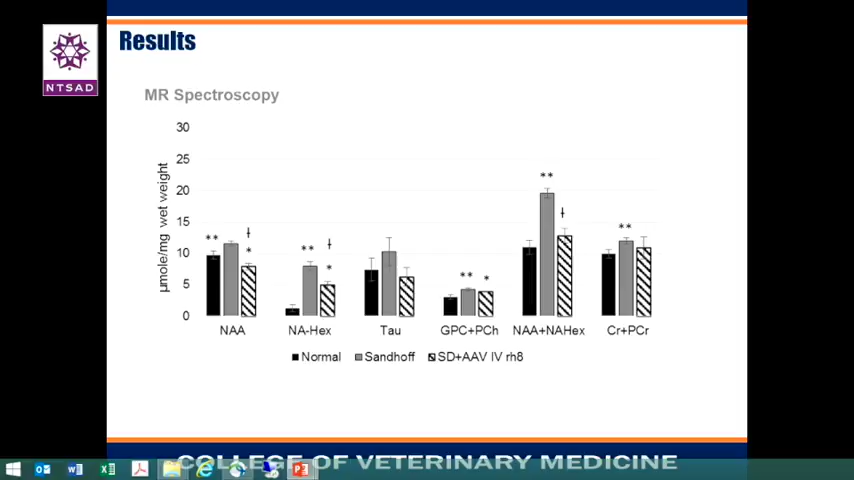 Results
NTSAD
MR Spectroscopy
30
25
20
15
10
5
0
µmole/mg wet weight
** ƚ *
** ƚ *
** *
** ƚ
**
NAA NA-Hex Tau GPC+PCh NAA+NAHex Cr+PCr
Normal Sandhoff SD+AAV IV rh8
COLLEGE OF VETERINARY MEDICINE